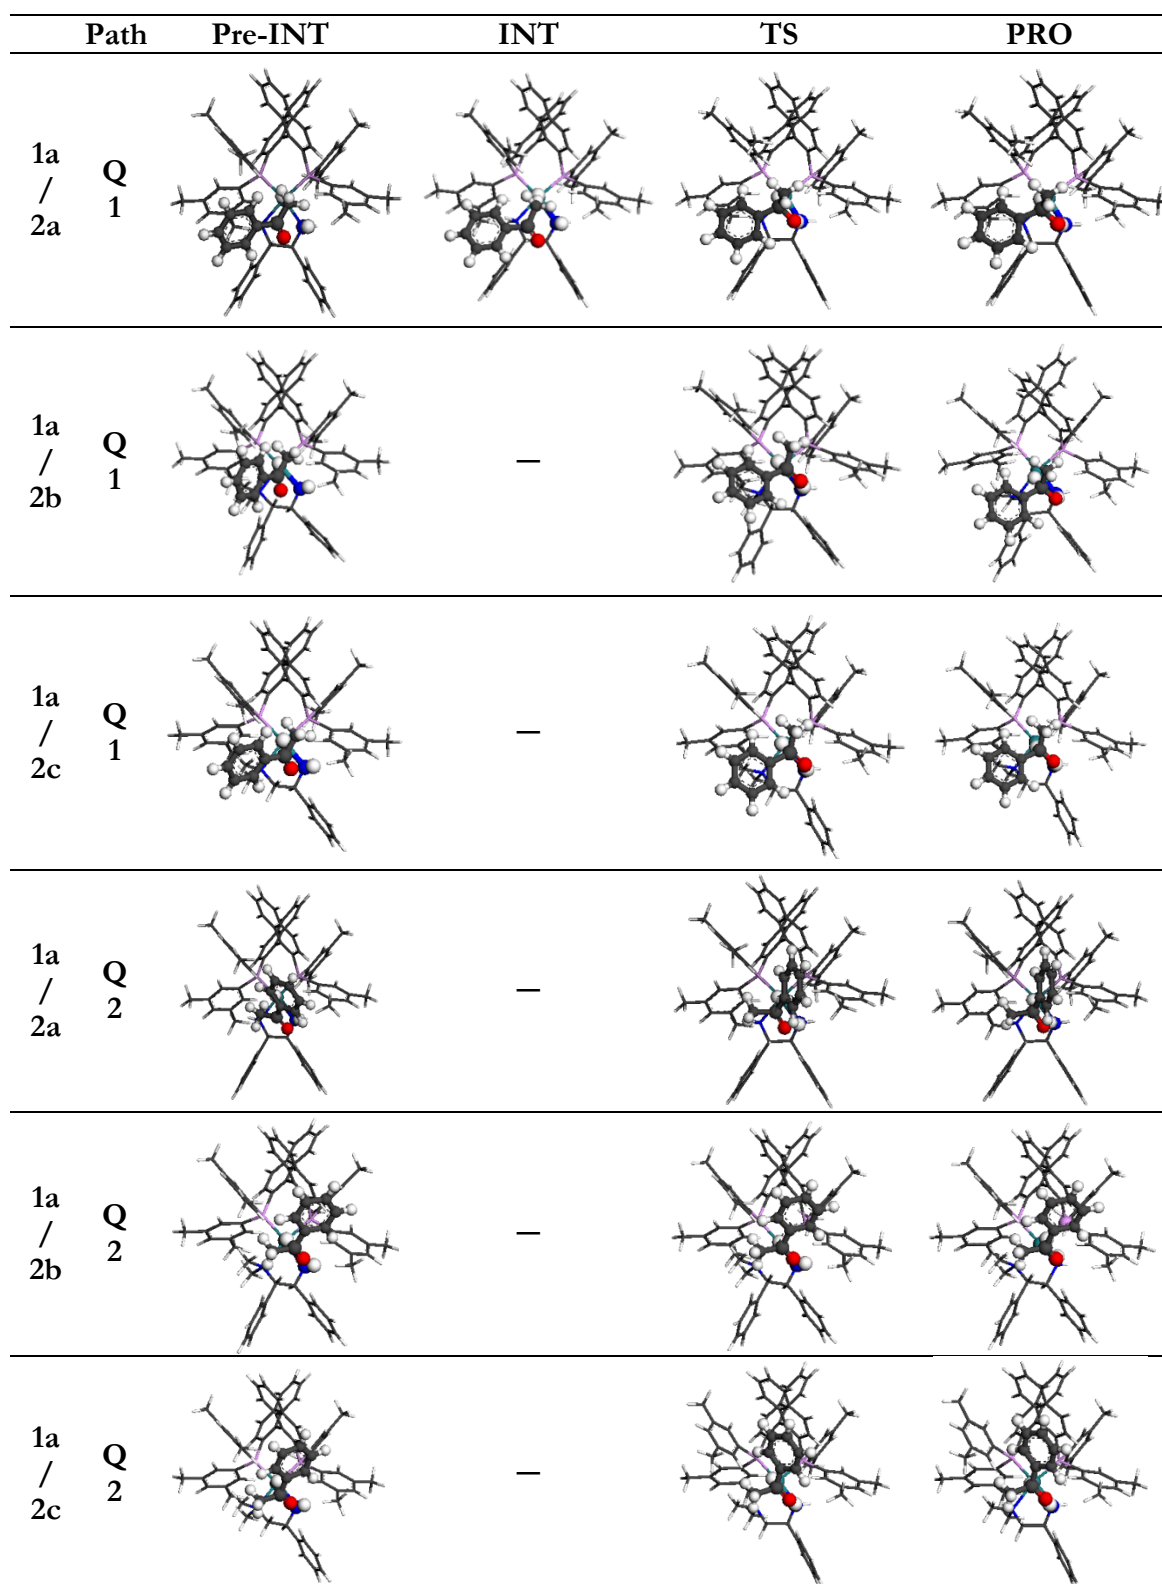 Path Pre-INT INT TS PRO
1a
/
2a
Q
1
1a
/
2b
Q
1
–
1a
/
2c
Q
1
–
1a
/
2a
Q
2
–
1a
/
2b
Q
2
–
1a
/
2c
Q
2
–